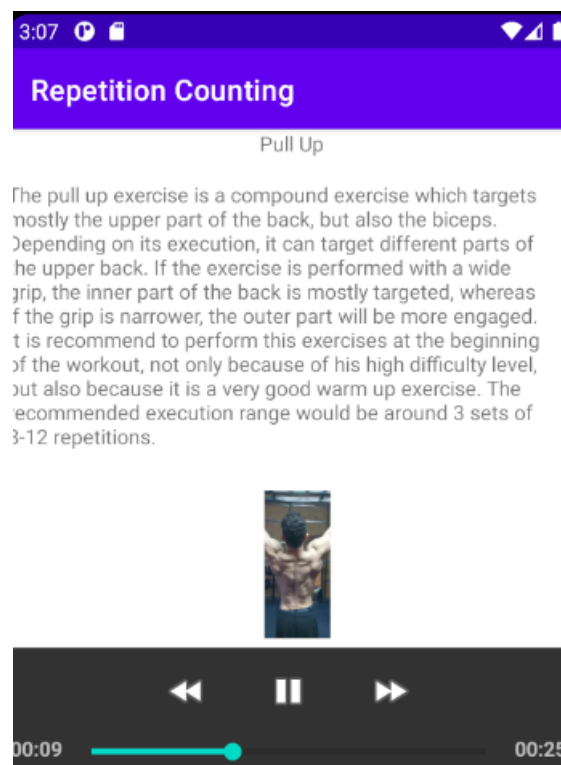 3:07
Repetition Counting
Pull Up
The pull up exercise is a compound exercise which targets
mostly the upper part of the back, but also the biceps.
Depending on its execution, it can target different parts of
the upper back. If the exercise is performed with a wide
grip, the inner part of the back is mostly targeted, whereas
f the grip is narrower, the outer part will be more engaged.
t is recommend to perform this exercises at the beginning
of the workout, not only because of his high difficulty level,
but also because it is a very good warm up exercise. The
recommended execution range would be around 3 sets of
repetitions.
00:09 00:25